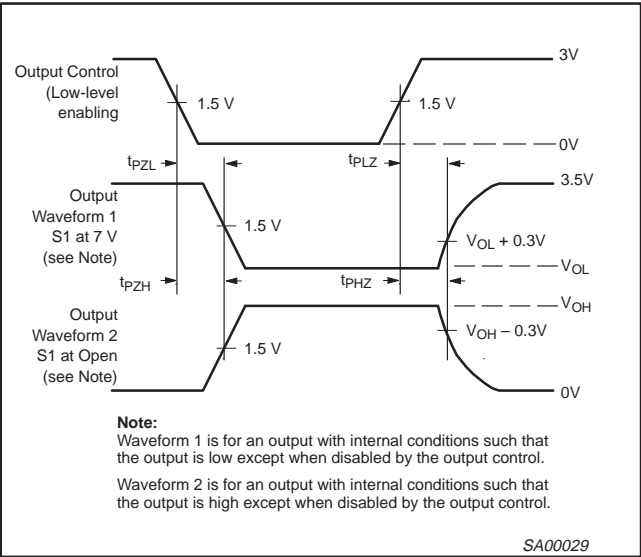 3V
Output Control
(Low-level
enabling
1.5 V
1.5 V
0V
tPZL
tPLZ
3.5V
Output
Waveform 1
S1 at 7 V
(see Note)
1.5 V
VOL + 0.3V
VOL
tPZH
tPHZ
VOH
Output
Waveform 2
S1 at Open
(see Note)
1.5 V
VOH – 0.3V
0V
Note:
Waveform 1 is for an output with internal conditions such that
the output is low except when disabled by the output control.
Waveform 2 is for an output with internal conditions such that
the output is high except when disabled by the output control.
SA00029